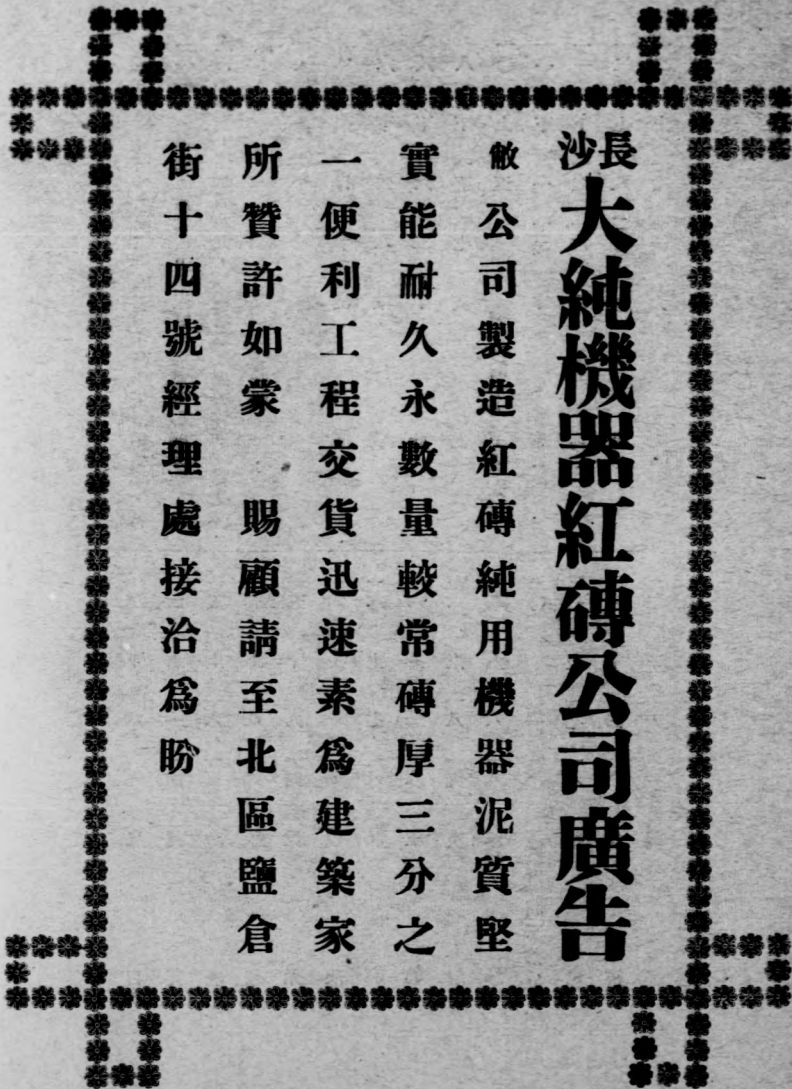 長沙大純機器紅磚公司廣告
敝公司製造紅磚純用機器泥質堅
實能耐久永數量較常磚厚三分之
一便利工程交貨迅速素爲建築家
所贊許如蒙　賜顧請至北區鹽倉
街十四號經理處接洽爲盼